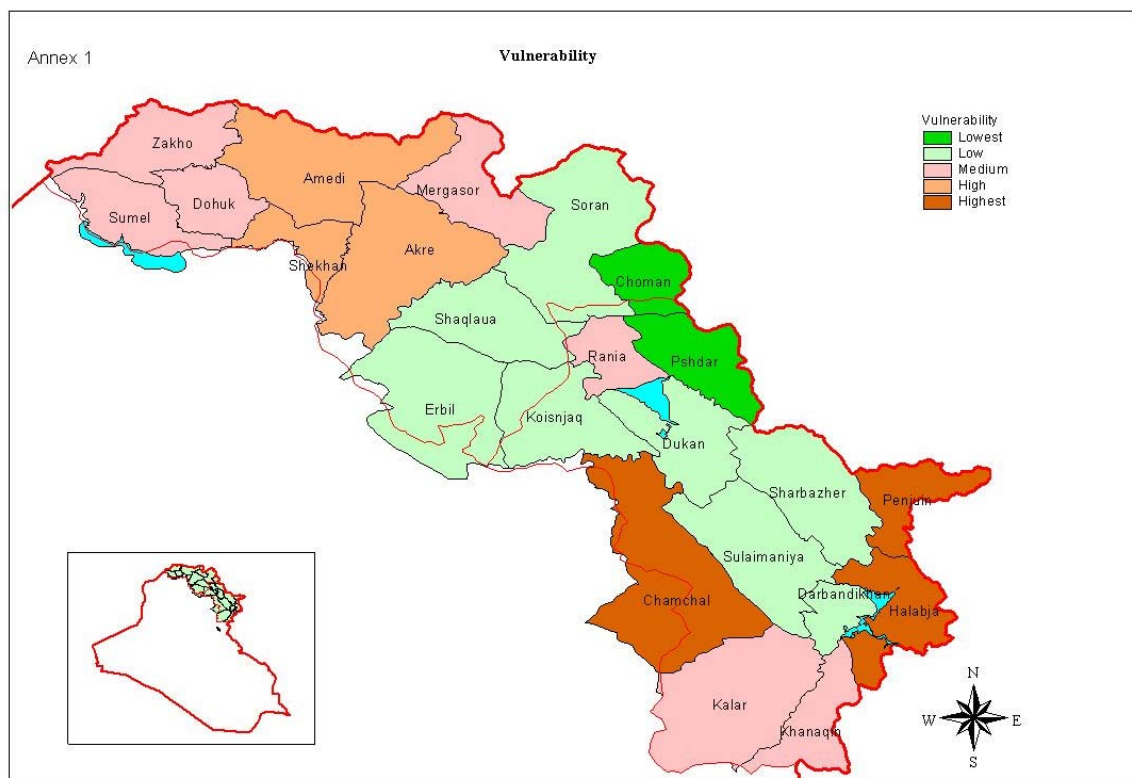 Annex 1
Vulnerability
Vulnerability
Lowest
Low
Medium
High
Highest
Zakho
Amedi
Mergasor
Dohuk
Sumel
Soran
Akre
Shekhan
Choman
Shaqlaua
Rania
Pshdar
Erbil
Koisnjaq
Dukan
Sharbazher
Penjuin
Sulaimaniya
Darbandikhan
Chamchal
Halabja
Kalar
Khanaqin
N
W E
S